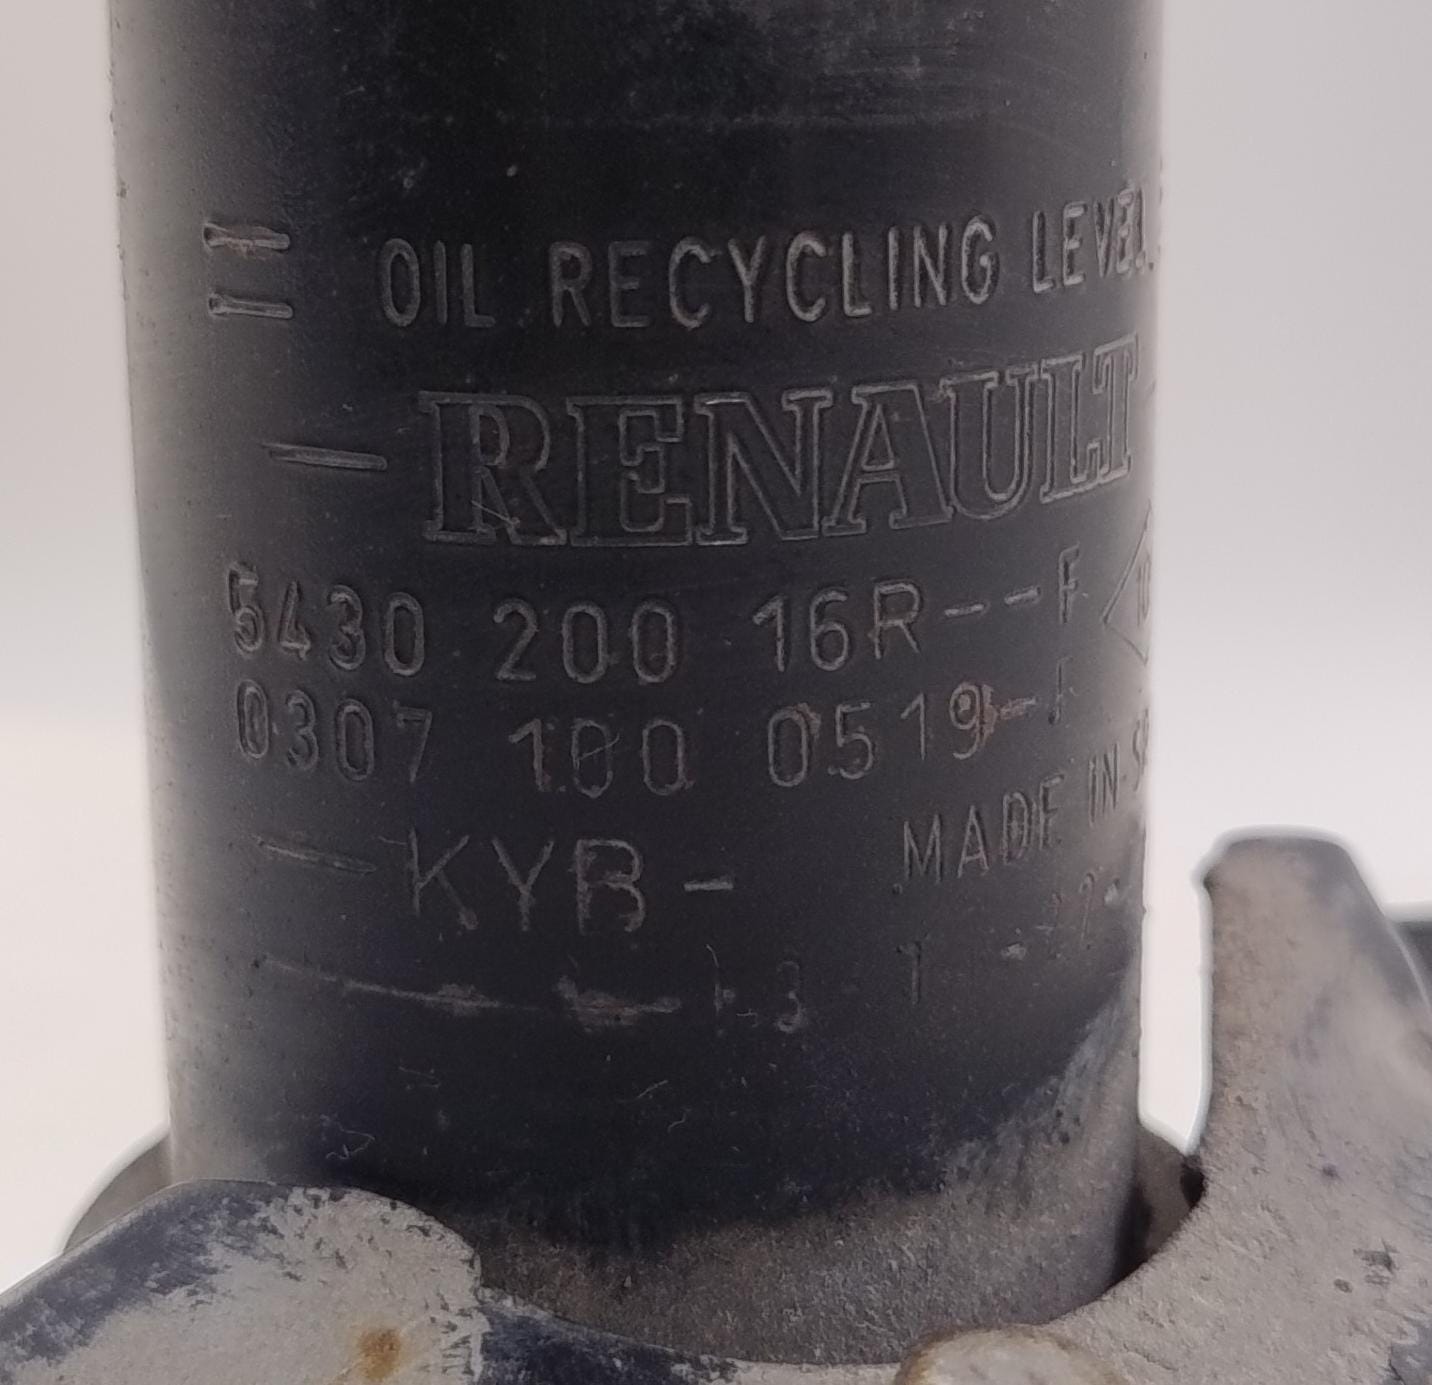 = OIL RECYCLING LEVEL
- RENAULT -
5430 200 16R--F
0307 100 0519-F
MADE IN
-KYB-